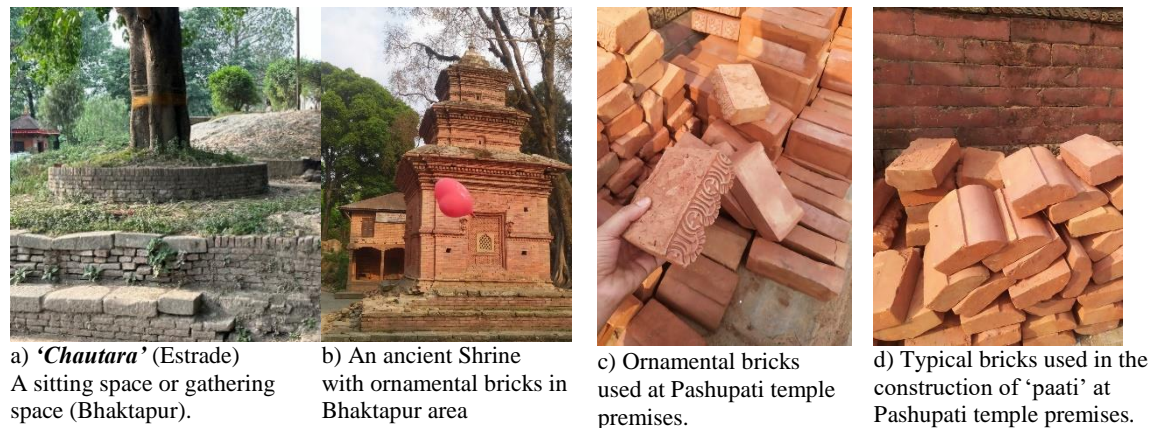 a) ‘Chautara’ (Estrade)
A sitting space or gathering
space (Bhaktapur).
b) An ancient Shrine
with ornamental bricks in
Bhaktapur area
c) Ornamental bricks
used at Pashupati temple
premises.
d) Typical bricks used in the
construction of ‘paati’ at
Pashupati temple premises.